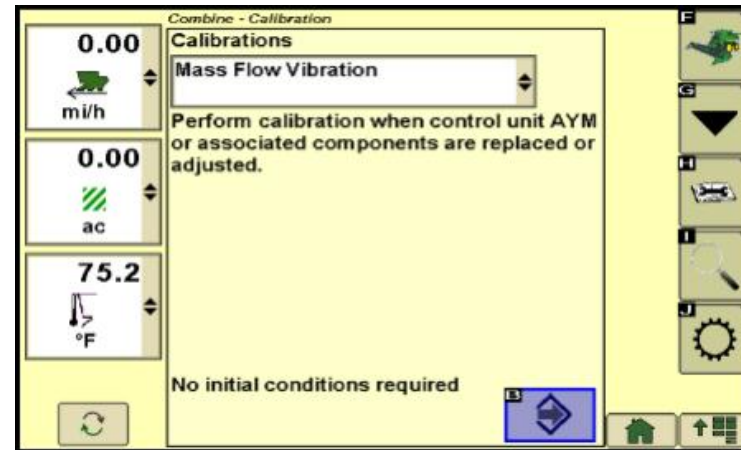 Combine - Calibration
0.00
mi/h
0.00
ac
75.2
°F
Calibrations
Mass Flow Vibration
Perform calibration when control unit AYM
or associated components are replaced or
adjusted.
No initial conditions required
B
F
G
H
I
J